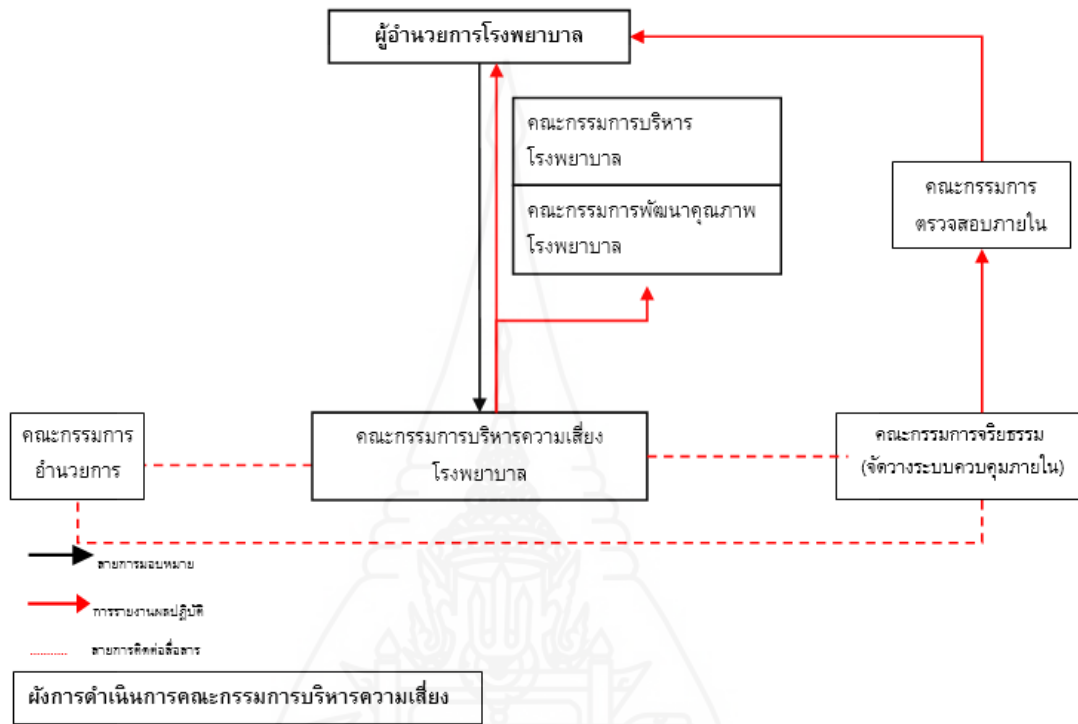 ผู้อำนวยการโรงพยาบาล
คณะกรรมการบริหาร
โรงพยาบาล
คณะกรรมการพัฒนาคุณภาพ
โรงพยาบาล
คณะกรรมการ
ตรวจสอบภายใน
คณะกรรมการ
อำนวยการ
คณะกรรมการบริหารความเสี่ยง
โรงพยาบาล
คณะกรรมการจริยธรรม
(จัดวางระบบควบคุมภายใน)
สายการมอบหมาย
การรายงานผลปฏิบัติ
สายการติดต่อสื่อสาร
ผังการดำเนินการคณะกรรมการบริหารความเสี่ยง